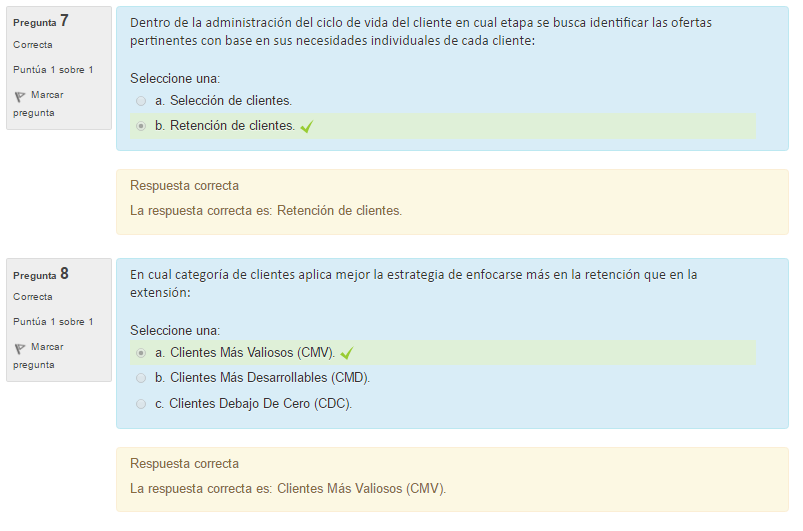 Pregunta 7
Correcta
Puntúa 1 sobre 1
Marcar
pregunta
Dentro de la administración del ciclo de vida del cliente en cual etapa se busca identificar las ofertas
pertinentes con base en sus necesidades individuales de cada cliente:
Seleccione una:
a. Selección de clientes.
b. Retención de clientes.
Respuesta correcta
La respuesta correcta es: Retención de clientes.
Pregunta 8
Correcta
Puntúa 1 sobre 1
Marcar
pregunta
En cual categoría de clientes aplica mejor la estrategia de enfocarse más en la retención que en la
extensión:
Seleccione una:
a. Clientes Más Valiosos (CMV).
b. Clientes Más Desarrollables (CMD).
c. Clientes Debajo De Cero (CDC).
Respuesta correcta
La respuesta correcta es: Clientes Más Valiosos (CMV).